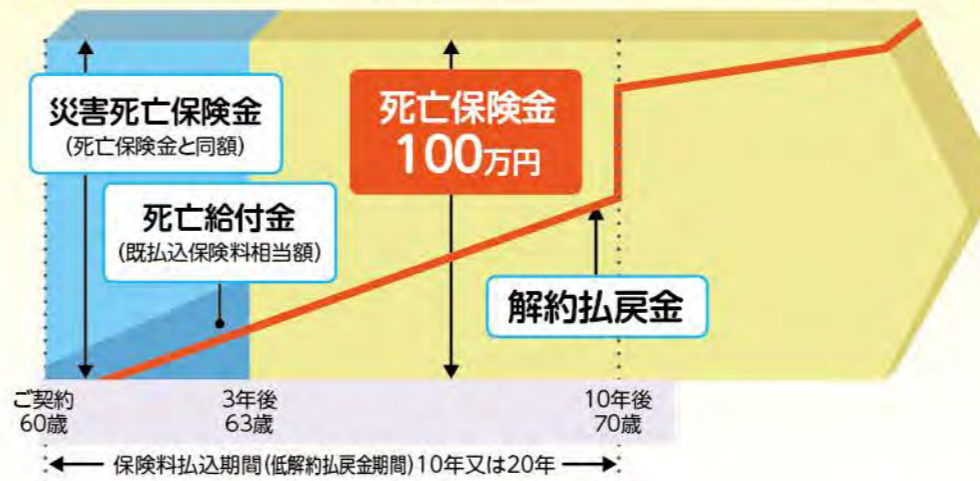 災害死亡保険金
(死亡保険金と同額)
死亡保険金
100万円
死亡給付金
(既払込保険料相当額)
解約払戻金
ご契約
60歳
3年後
63歳
10年後
70歳
保険料払込期間(低解約払戻金期間)10年又は20年